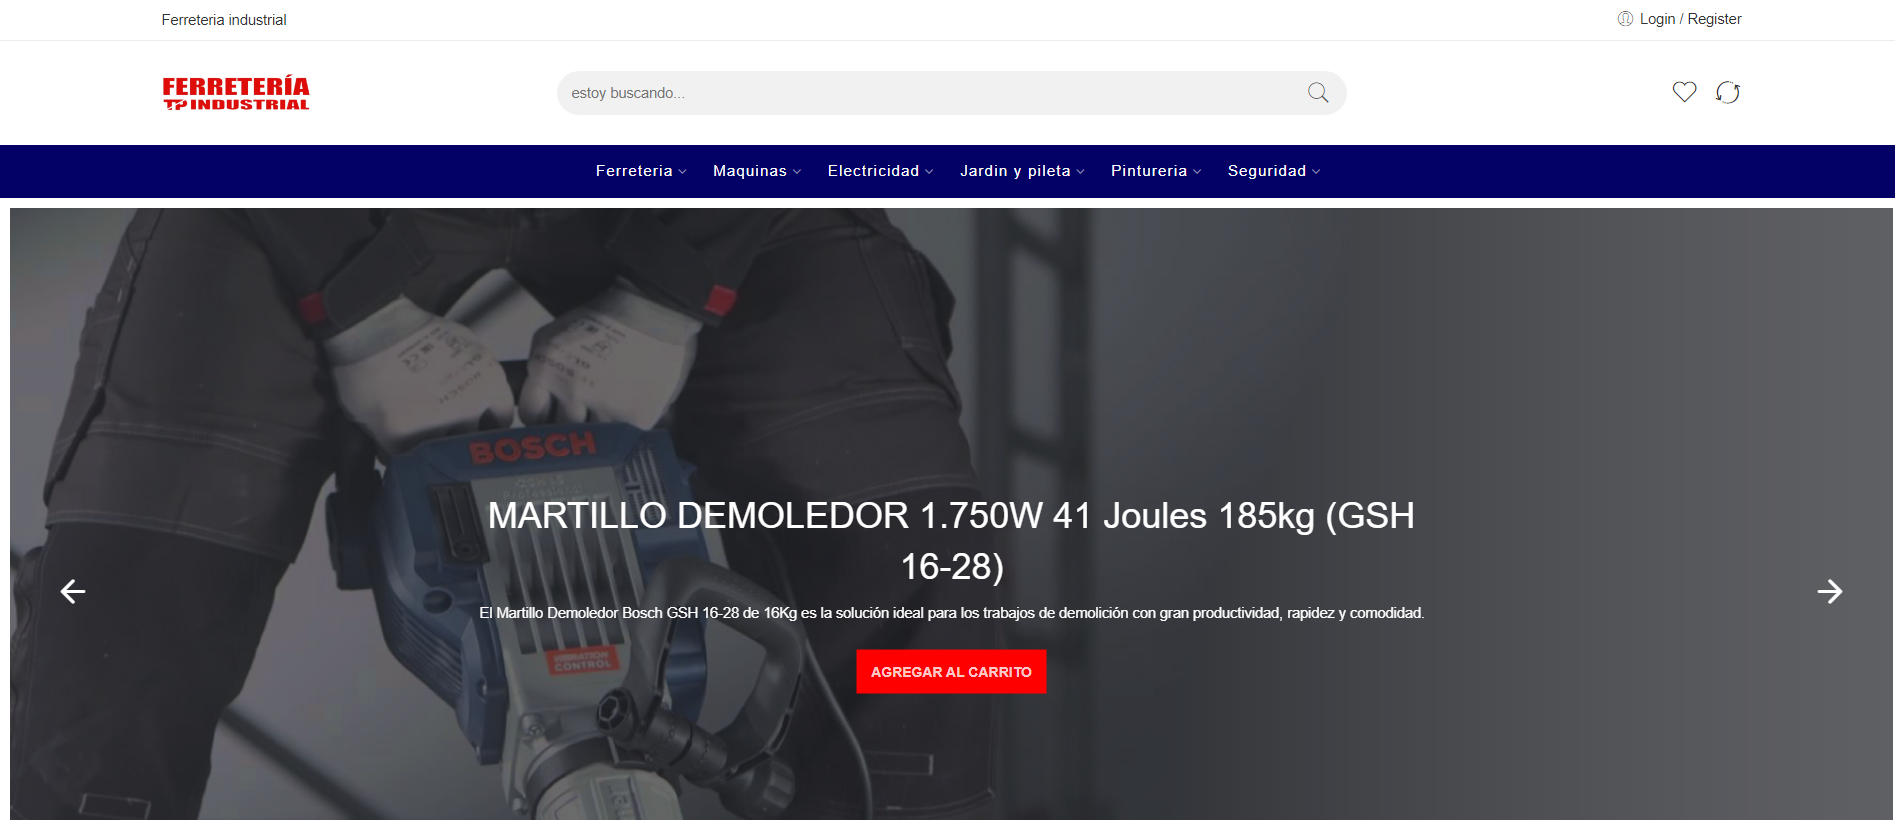 Ferreteria industrial
Login / Register
FERRETERÍA
TP INDUSTRIAL
estoy buscando...
Ferreteria
Maquinas
Electricidad
Jardin y pileta
Pintureria
Seguridad
BOSCH
MARTILLO DEMOLEDOR 1.750W 41 Joules 185kg (GSH
16-28)
El Martillo Demoledor Bosch GSH 16-28 de 16Kg es la solución ideal para los trabajos de demolición con gran productividad, rapidez y comodidad.
VIBRATION
CONTROL
AGREGAR AL CARRITO